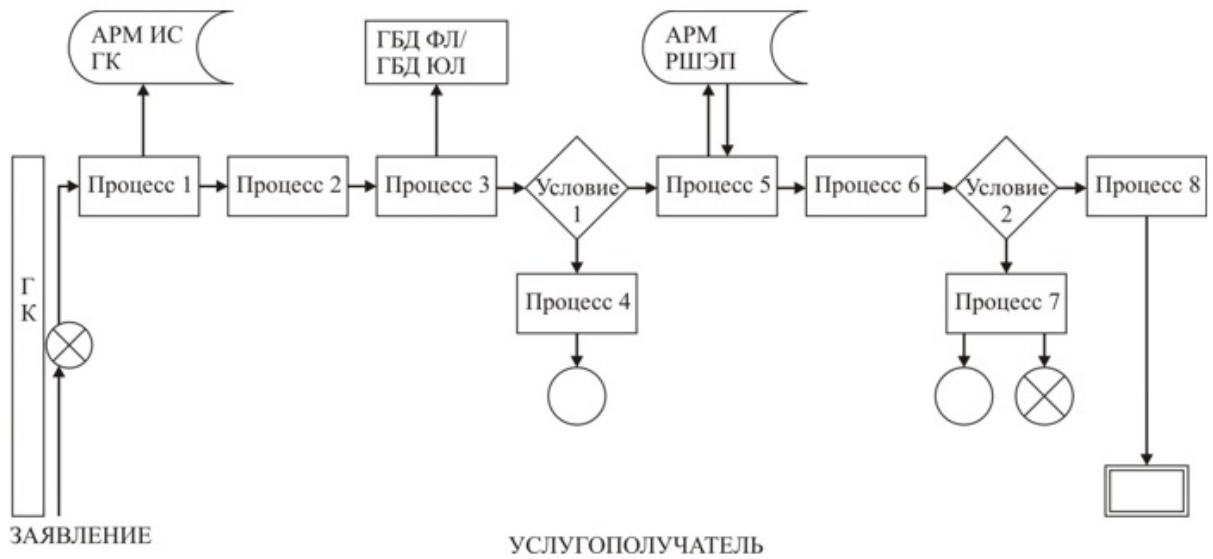 АРМ ИС
ГК
ГБД ФЛ/
ГБД ЮЛ
АРМ
РШЭП
Процесс 1
Процесс 2
Процесс 3
Условие
1
Процесс 5
Процесс 6
Условие
2
Процесс 8
Г
К
Процесс 4
Процесс 7
ЗАЯВЛЕНИЕ
УСЛУГОПОЛУЧАТЕЛЬ